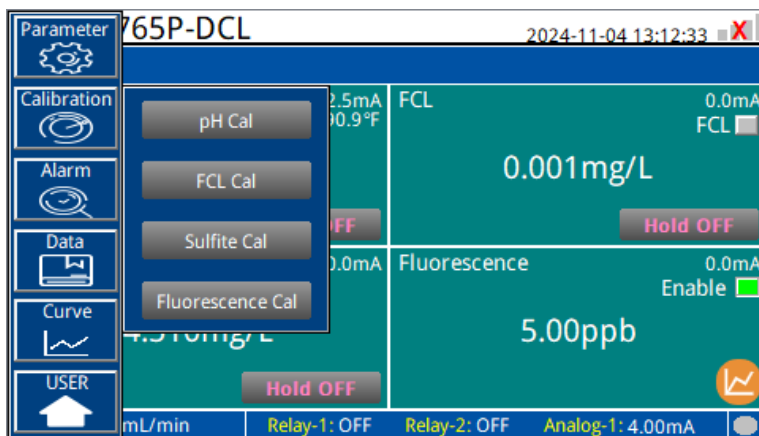 Parameter
765P-DCL
2024-11-04 13:12:33
X
Calibration
2.5mA
90.9°F
FCL
0.0mA
FCL
pH Cal
FCL Cal
0.001mg/L
Alarm
Sulfite Cal
OFF
Hold OFF
Data
0.0mA
Fluorescence
0.0mA
Enable
Fluorescence Cal
Curve
mg/L
5.00ppb
USER
Hold OFF
mL/min
Relay-1: OFF
Relay-2: OFF
Analog-1: 4.00mA